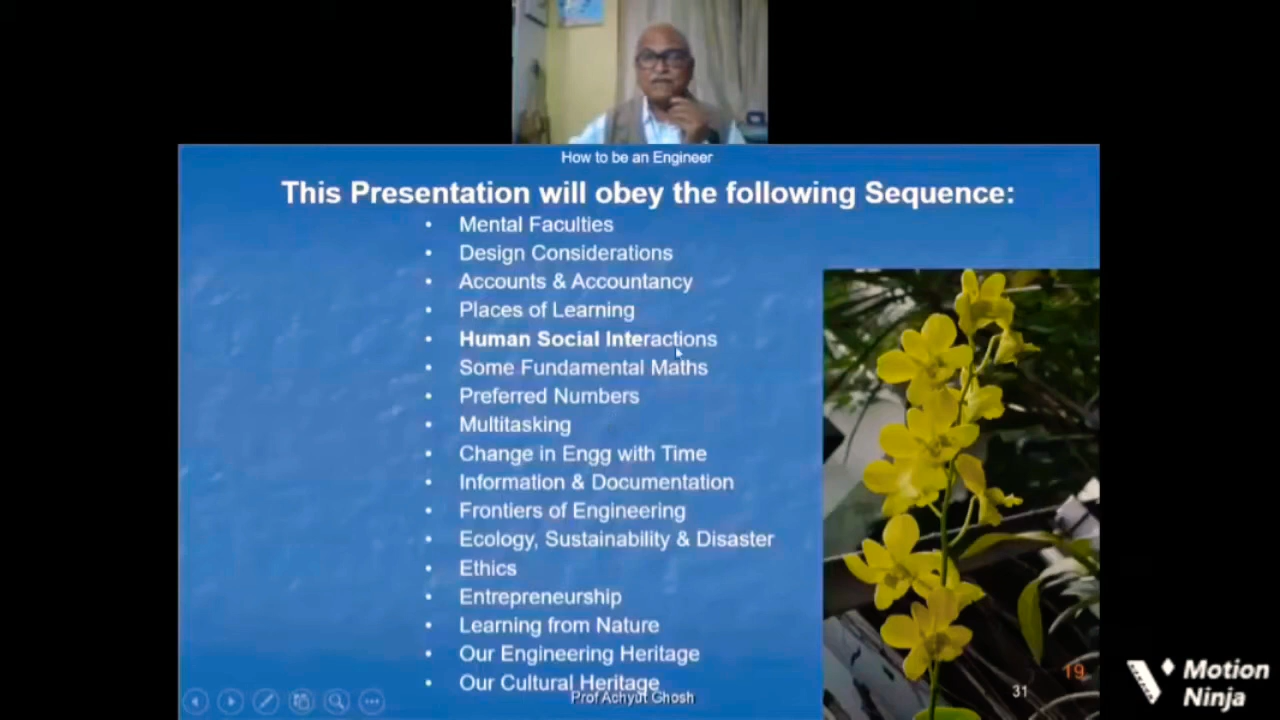 How to be an Engineer
This Presentation will obey the following Sequence:
• Mental Faculties
• Design Considerations
• Accounts & Accountancy
• Places of Learning
• Human Social Interactions
• Some Fundamental Maths
• Preferred Numbers
• Multitasking
• Change in Engg with Time
• Information & Documentation
• Frontiers of Engineering
• Ecology, Sustainability & Disaster
• Ethics
• Entrepreneurship
• Learning from Nature
• Our Engineering Heritage
• Our Cultural Heritage
Prof Achyut Ghosh
31
19
Motion
Ninja